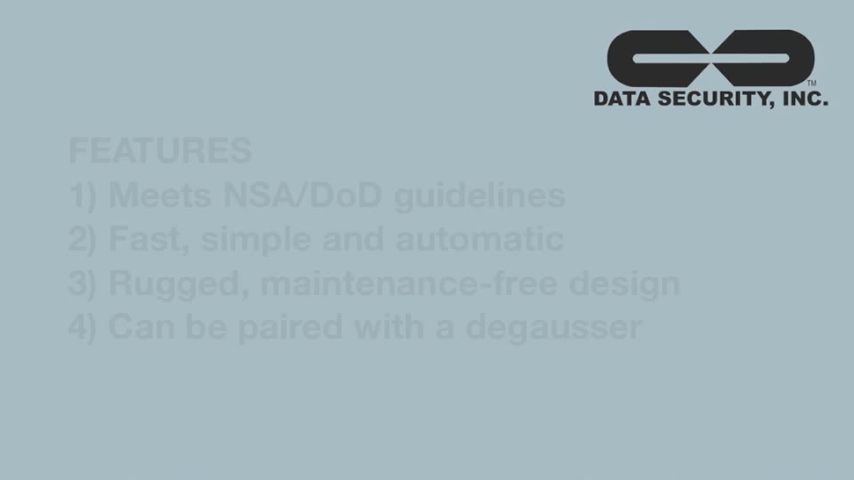 TM
DATA SECURITY, INC.
FEATURES
1) Meets NSA/DoD guidelines
2) Fast, simple and automatic
3) Rugged, maintenance-free design
4) Can be paired with a degausser